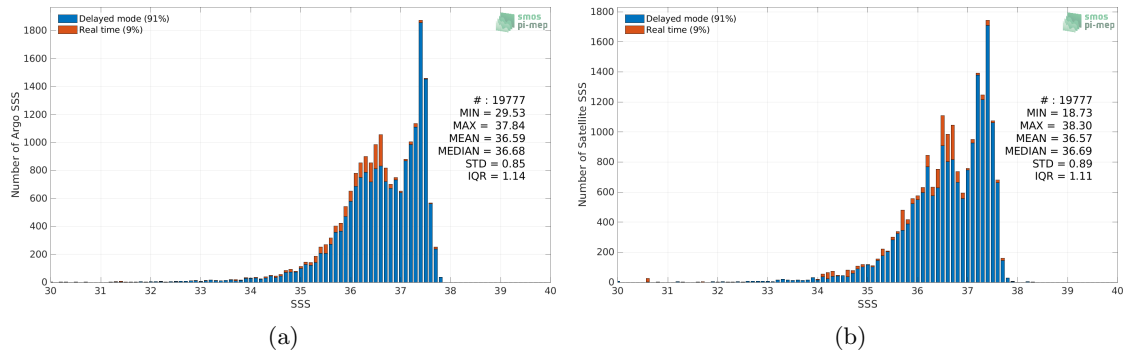 Delayed mode (91%)
Real time (9%)
smos
pi-mep
1800
1600
1400
1200
1000
800
600
400
200
0
Number of Argo SSS
# : 19777
MIN = 29.53
MAX = 37.84
MEAN = 36.59
MEDIAN = 36.68
STD = 0.85
IQR = 1.14
30 31 32 33 34 35 36 37 38 39 40
SSS
(a)
Delayed mode (91%)
Real time (9%)
smos
pi-mep
1800
1600
1400
1200
1000
800
600
400
200
0
Number of Satellite SSS
# : 19777
MIN = 18.73
MAX = 38.30
MEAN = 36.57
MEDIAN = 36.69
STD = 0.89
IQR = 1.11
30 31 32 33 34 35 36 37 38 39 40
SSS
(b)